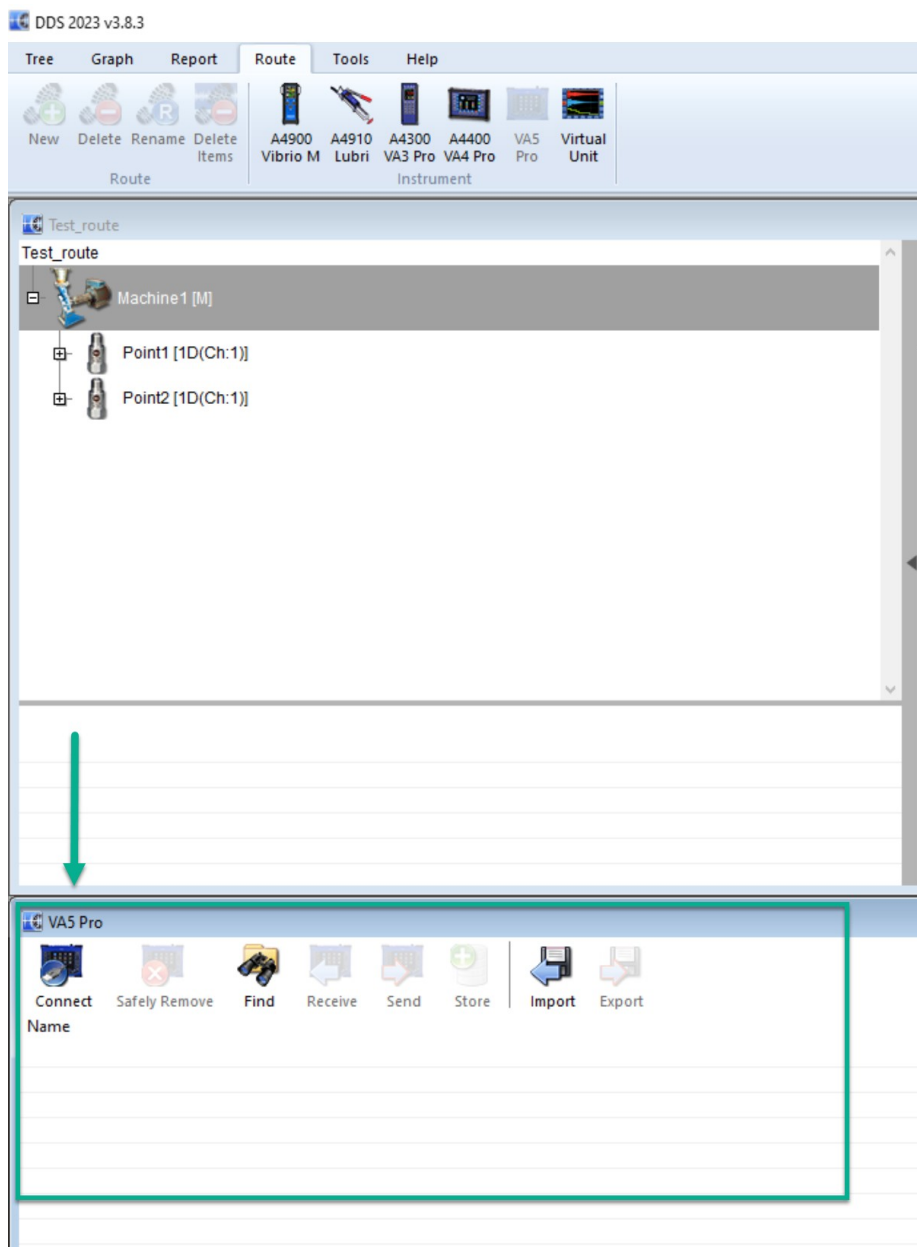 DDS 2023 v3.8.3
Tree Graph Report Route Tools Help
New Delete Rename Delete Items A4900 Vibrio M A4910 Lubri A4300 VA3 Pro A4400 VA4 Pro VA5 Pro Virtual Unit
Route Instrument
Test_route
Test_route
Machine1 [M]
Point1 [1D(Ch:1)]
Point2 [1D(Ch:1)]
VA5 Pro
Connect Safely Remove Find Receive Send Store Import Export
Name